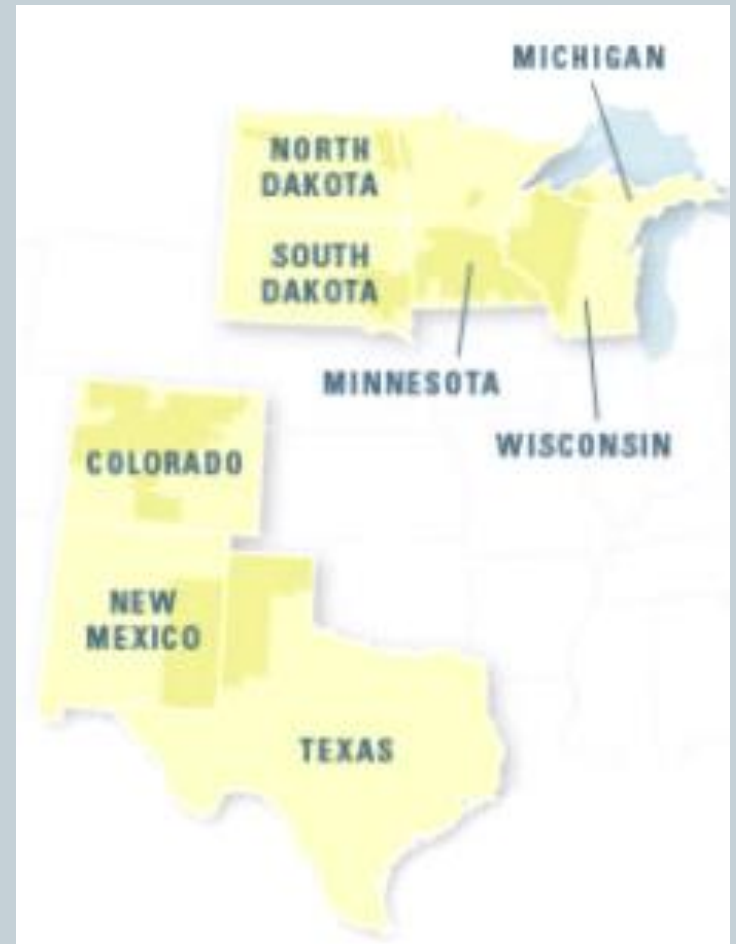 MICHIGAN
NORTH
DAKOTA
SOUTH
DAKOTA
MINNESOTA
WISCONSIN
COLORADO
NEW
MEXICO
TEXAS